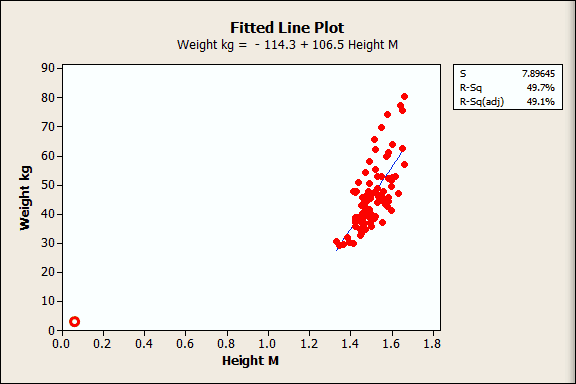 Fitted Line Plot
Weight kg =  - 114.3 + 106.5 Height M
S 7.89645
R-Sq 49.7%
R-Sq(adj) 49.1%
90
80
70
60
50
40
30
20
10
0
Weight kg
0.0 0.2 0.4 0.6 0.8 1.0 1.2 1.4 1.6 1.8
Height M